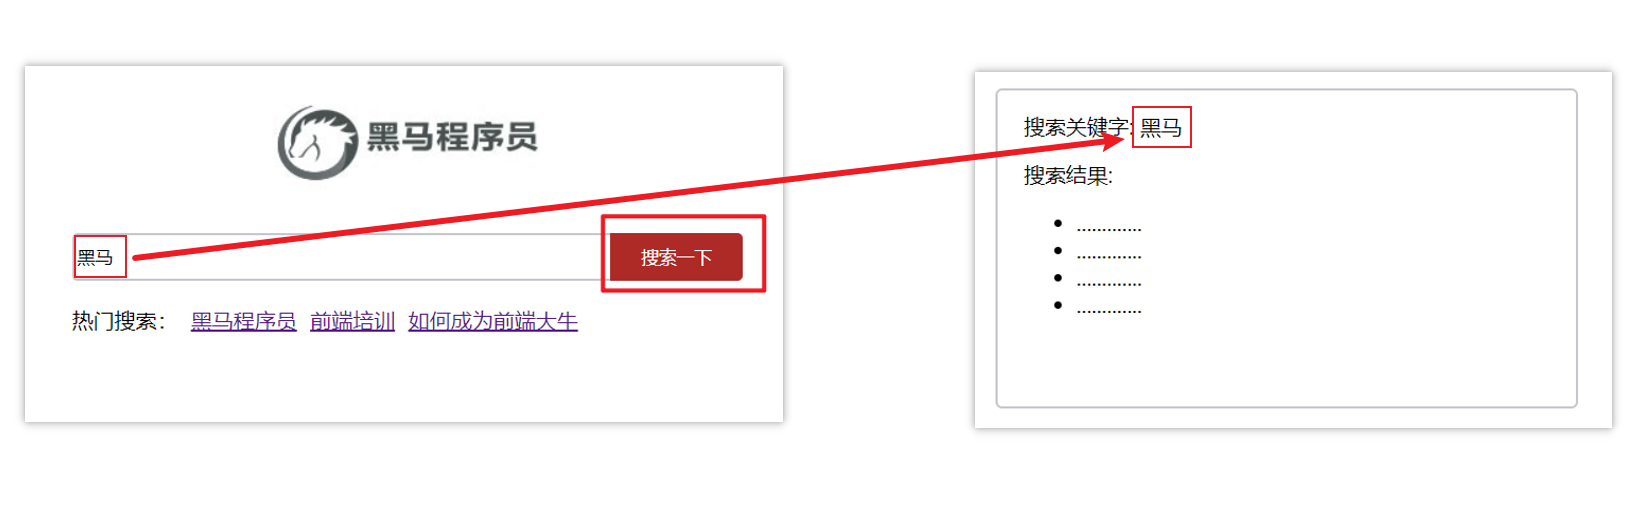 黑马程序员
黑马
搜索一下
热门搜索： 黑马程序员 前端培训 如何成为前端大牛
搜索关键字: 黑马
搜索结果:
• .............
• .............
• .............
• .............